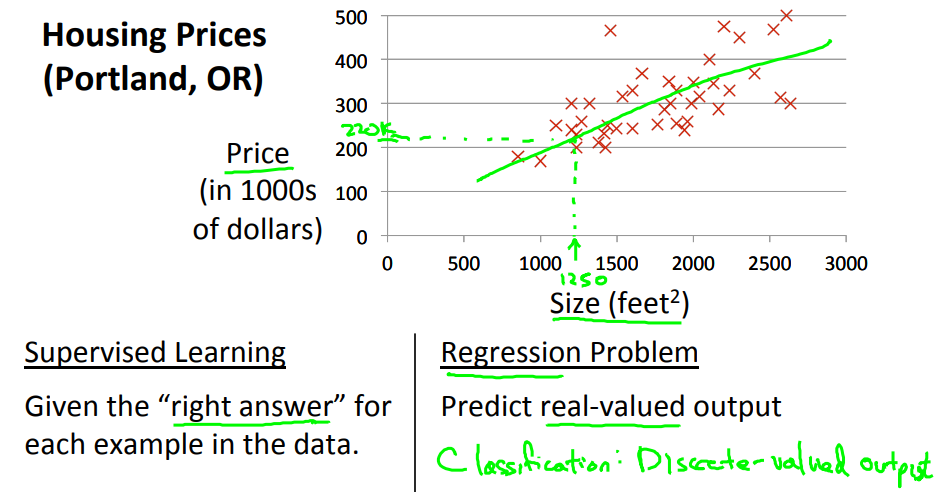 Housing Prices
(Portland, OR)
500
400
300
220K
200
Price
(in 1000s
100
of dollars)
0
0 500 1000 1500 2000 2500 3000
1250
Size (feet²)
Supervised Learning
Given the “right answer” for
each example in the data.
Regression Problem
Predict real-valued output
Classification: Discrete-valued output